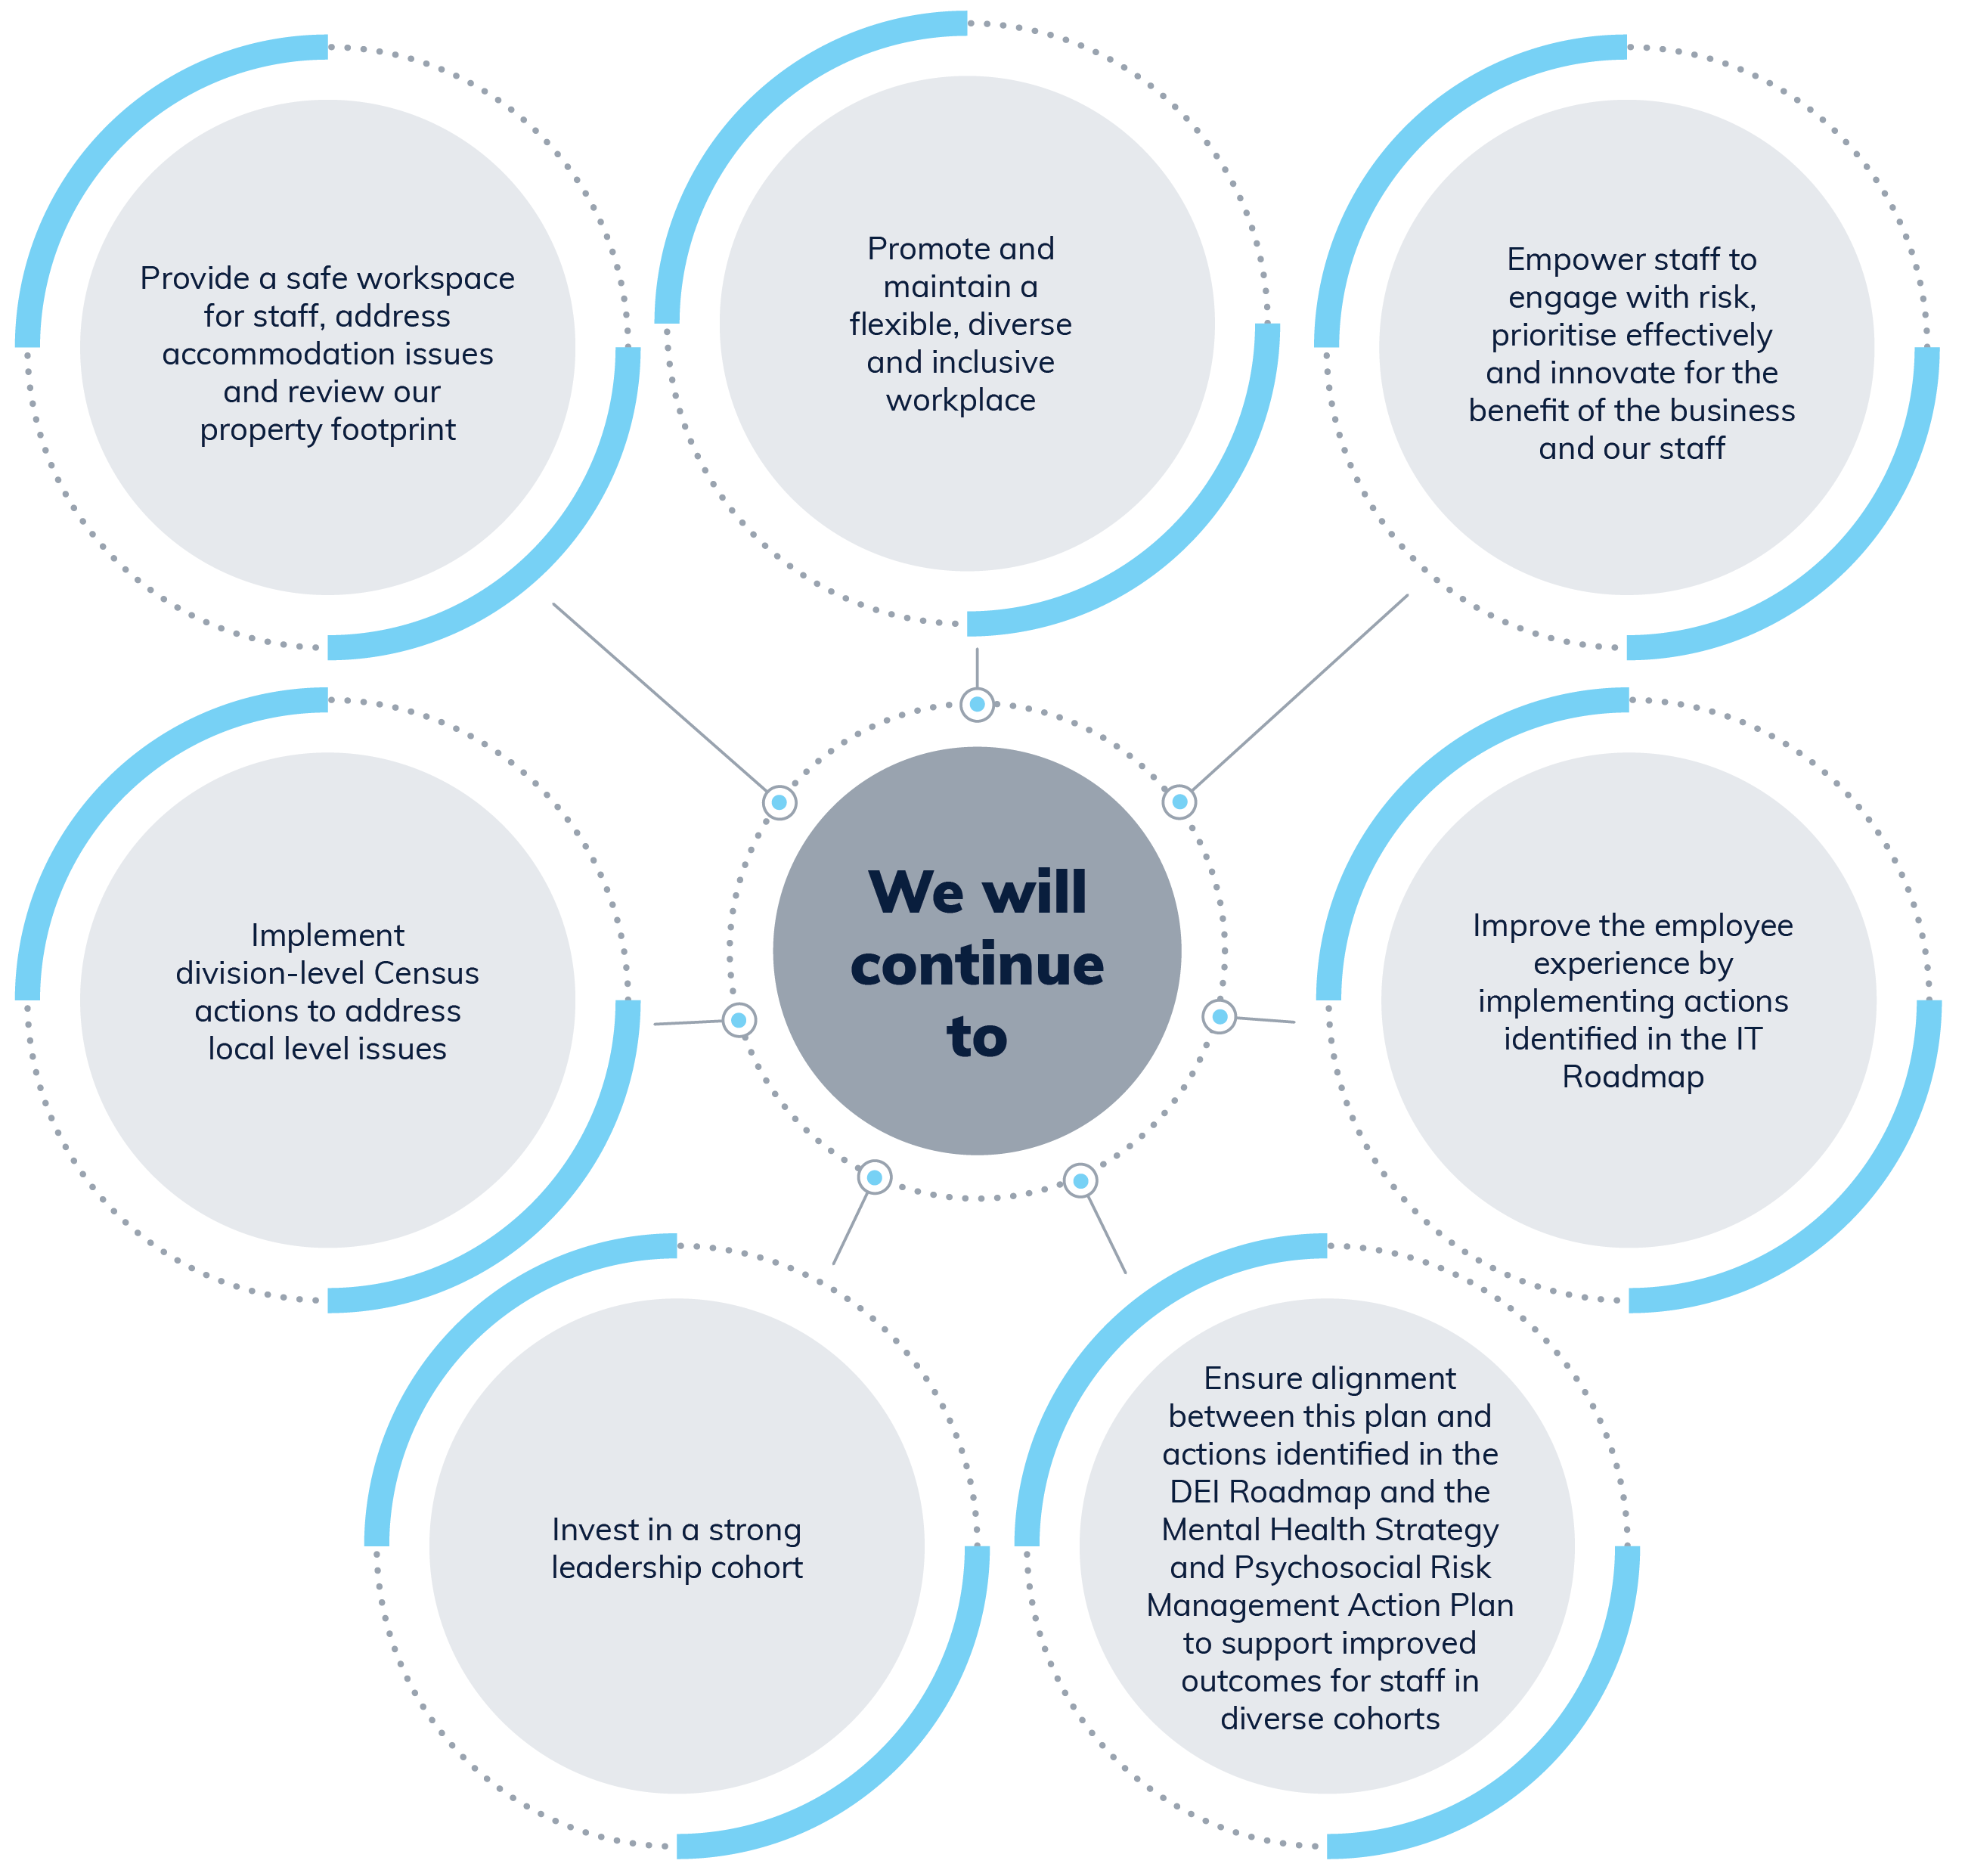 Provide a safe workspace
for staff, address
accommodation issues
and review our
property footprint
Promote and
maintain a
flexible, diverse
and inclusive
workplace
Empower staff to
engage with risk,
prioritise effectively
and innovate for the
benefit of the business
and our staff
We will
continue
to
Implement
division-level Census
actions to address
local level issues
Improve the employee
experience by
implementing actions
identified in the IT
Roadmap
Invest in a strong
leadership cohort
Ensure alignment
between this plan and
actions identified in the
DEI Roadmap and the
Mental Health Strategy
and Psychosocial Risk
Management Action Plan
to support improved
outcomes for staff in
diverse cohorts